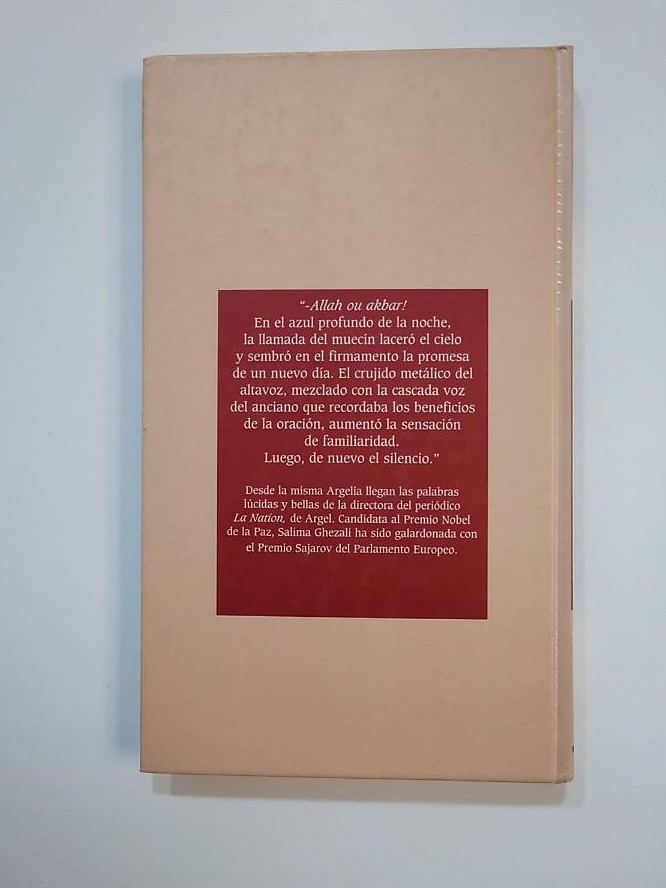 “-Allah ou akbar!
En el azul profundo de la noche,
la llamada del muecín laceró el cielo
y sembró en el firmamento la promesa
de un nuevo día. El crujido metálico del
altavoz, mezclado con la cascada voz
del anciano que recordaba los beneficios
de la oración, aumentó la sensación
de familiaridad.
Luego, de nuevo el silencio.”
Desde la misma Argelia llegan las palabras
lúcidas y bellas de la directora del periódico
La Nation, de Argel. Candidata al Premio Nobel
de la Paz, Salima Ghezali ha sido galardonada con
el Premio Sajarov del Parlamento Europeo.